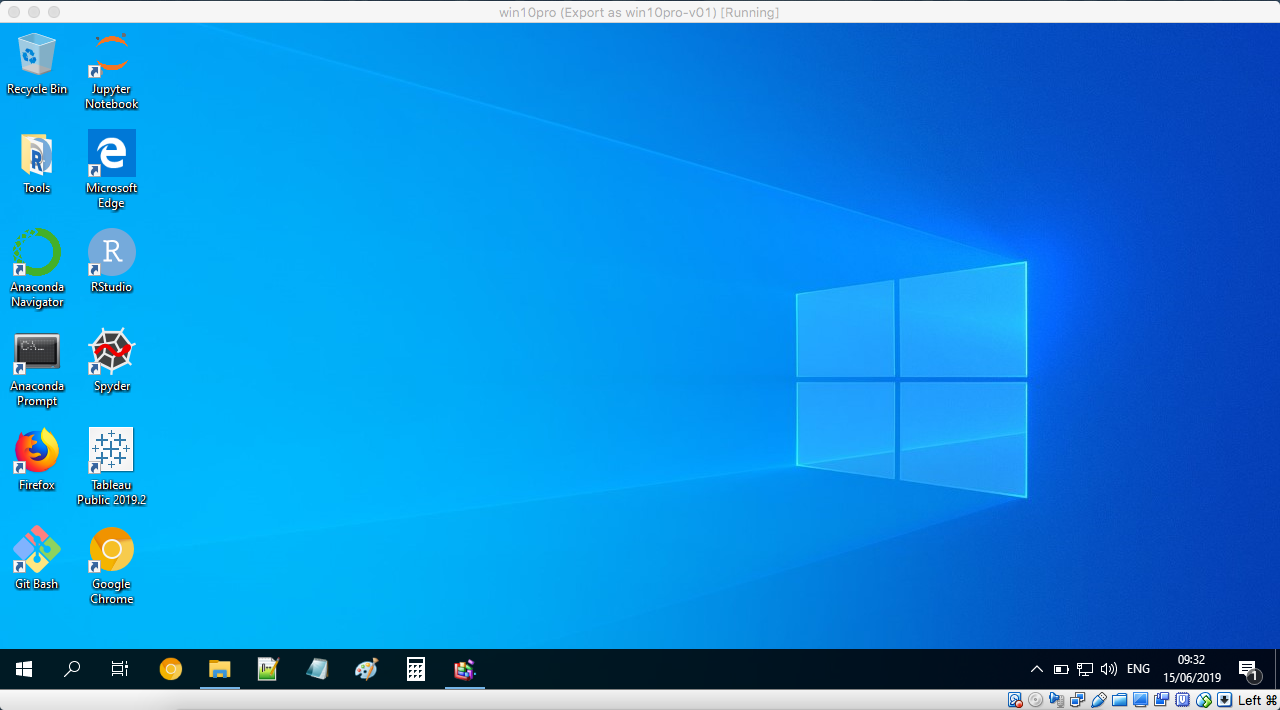 win10pro (Export as win10pro-v01) [Running]
Recycle Bin
Jupyter
Notebook
Tools
Microsoft
Edge
Anaconda
Navigator
R
RStudio
Anaconda
Prompt
Spyder
Firefox
Tableau
Public 2019.2
Git Bash
Google
Chrome
ENG
09:32
15/06/2019
1
Left ⌘